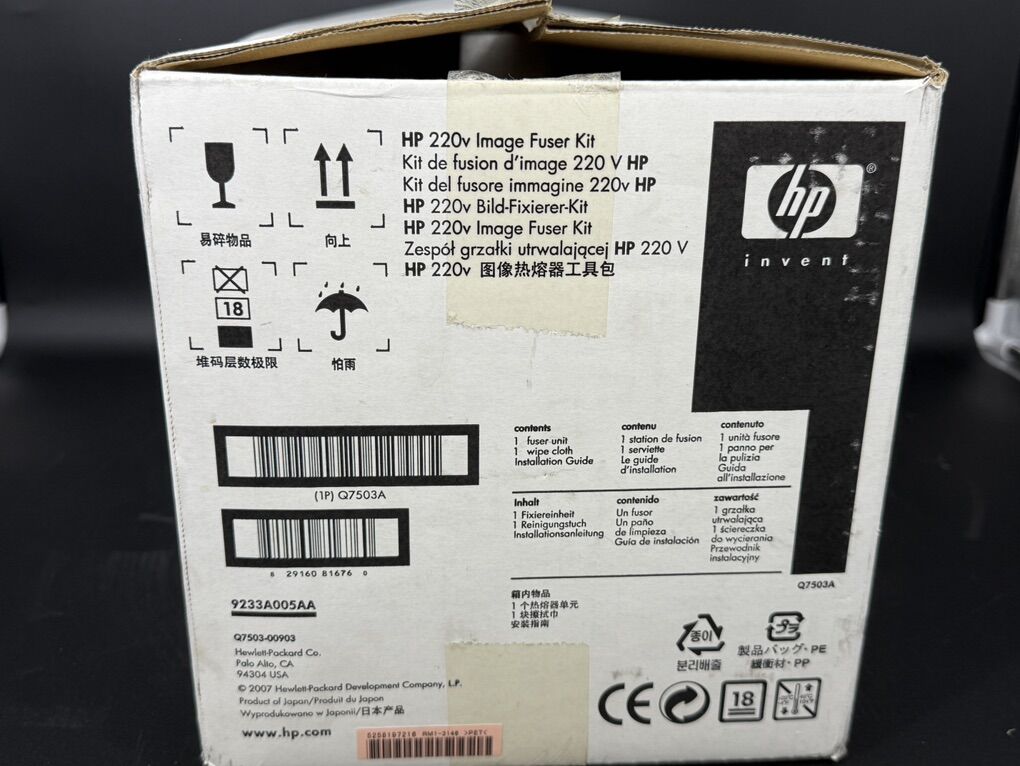 易碎物品
向上
18
堆码层数极限
怕雨
HP 220v Image Fuser Kit
Kit de fusion d'image 220 V HP
Kit del fusore immagine 220v HP
HP 220v Bild-Fixierer-Kit
HP 220v Image Fuser Kit
Zespół grzałki utrwalającej HP 220 V
HP 220v 图像热熔器工具包
hp®
invent
(1P) Q7503A
8 29160 81676 0
9233A005AA
Q7503-00903
Hewlett-Packard Co.
Palo Alto, CA
94304 USA
© 2007 Hewlett-Packard Development Company, L.P.
Product of Japan/Produit du Japon
Wyprodukowano w Japonii/日本产品
www.hp.com
contents
1 fuser unit
1 wipe cloth
Installation Guide
contenu
1 station de fusion
1 serviette
Le guide
d'installation
contenuto
1 unità fusore
1 panno per
la pulizia
Guida
all'installazione
Inhalt
1 Fixiereinheit
1 Reinigungstuch
Installationsanleitung
contenido
Un fusor
Un paño
de limpieza
Guía de instalación
zawartość
1 grzałka
utrwalająca
1 ściereczka
do wycierania
Przewodnik
instalacyjny
箱内物品
1 个热熔器单元
1 块擦拭巾
安装指南
Q7503A
종이
분리배출
プラ
製品バッグ・PE
緩衝材・PP
CE
18
RM1-3146 >PET<